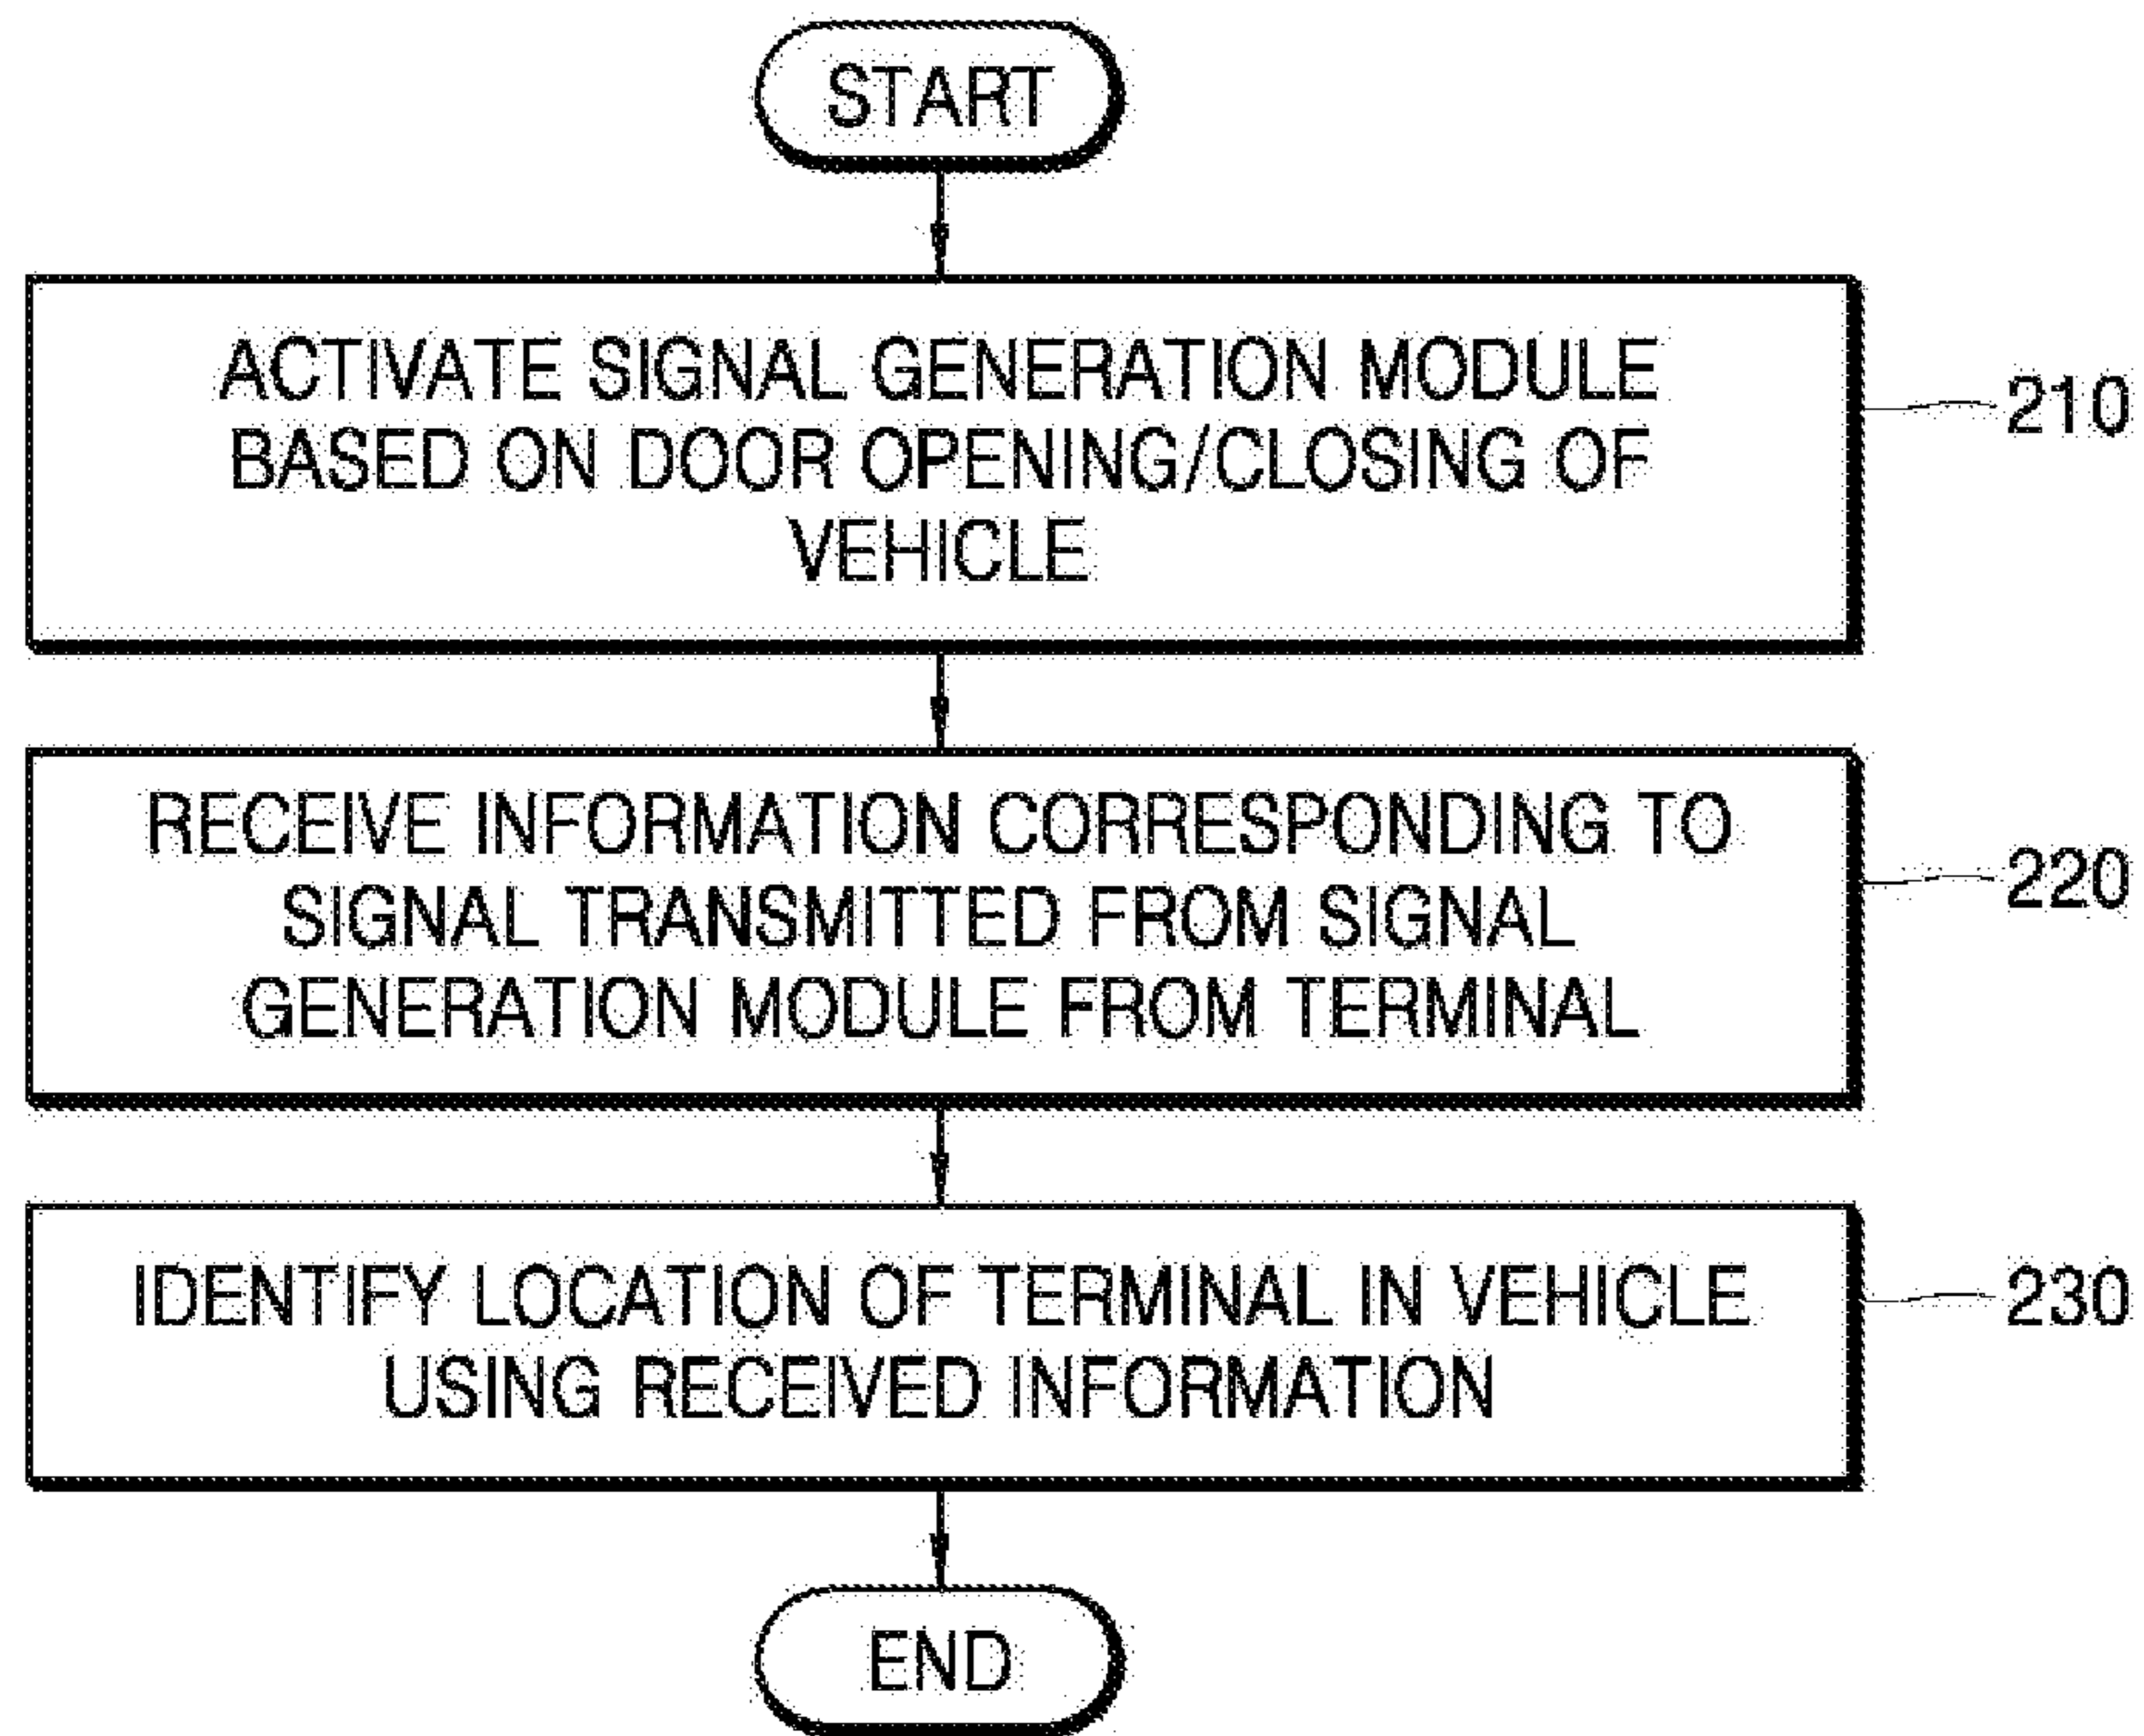 START
ACTIVATE SIGNAL GENERATION MODULE
BASED ON DOOR OPENING/CLOSING OF
VEHICLE
210
RECEIVE INFORMATION CORRESPONDING TO
SIGNAL TRANSMITTED FROM SIGNAL
GENERATION MODULE FROM TERMINAL
220
IDENTIFY LOCATION OF TERMINAL IN VEHICLE
USING RECEIVED INFORMATION
230
END